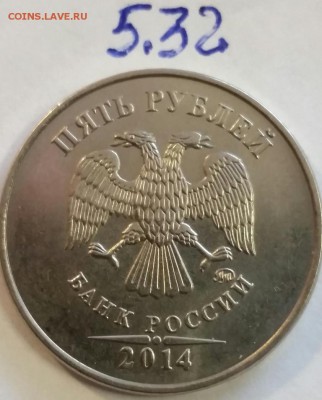 COINS.LAVE.RU
5.32
ПЯТЬ РУБЛЕЙ
БАНК РОССИИ
2014